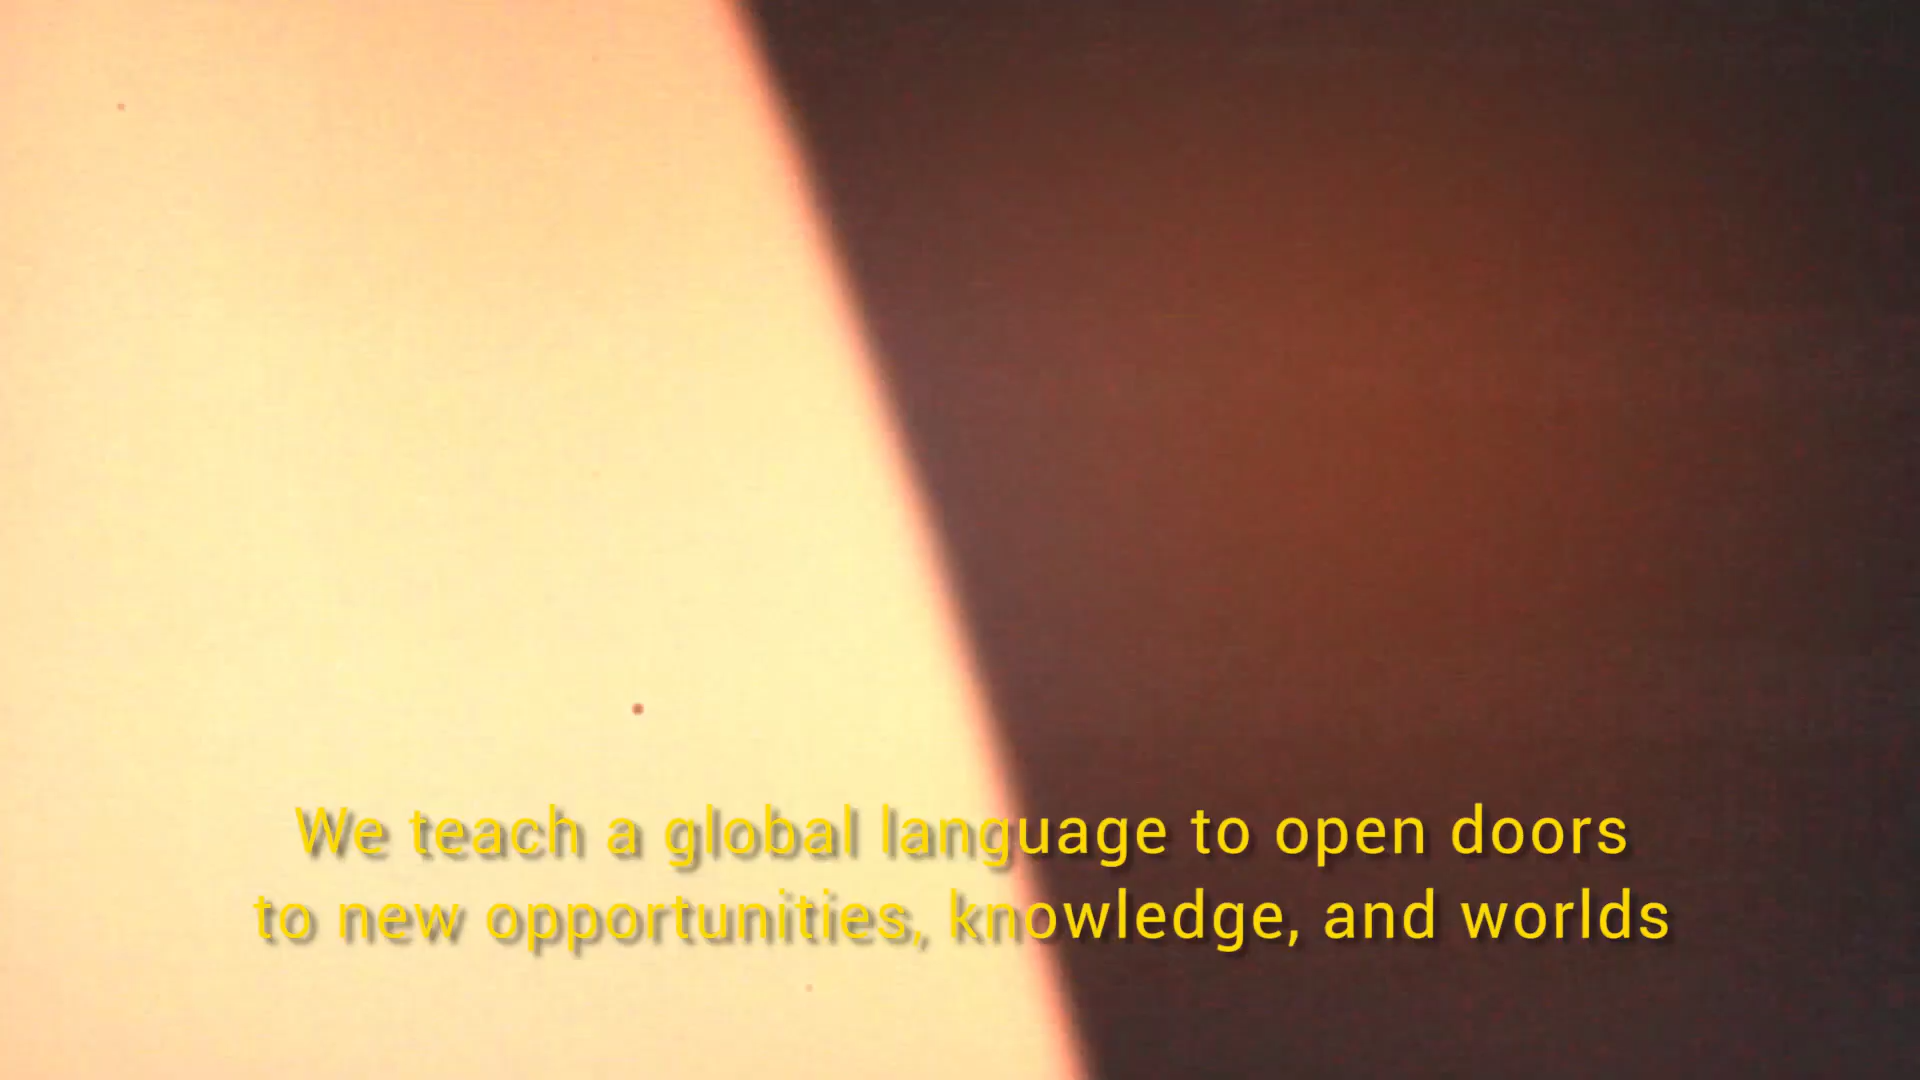 We teach a global language to open doors
to new opportunities, knowledge, and worlds